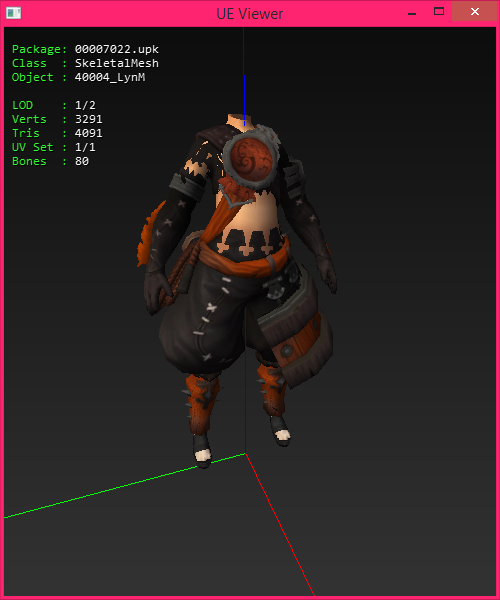 UE Viewer
Package: 00007022.upk
Class : SkeletalMesh
Object : 40004_LynM
LOD : 1/2
Verts : 3291
Tris : 4091
UV Set : 1/1
Bones : 80